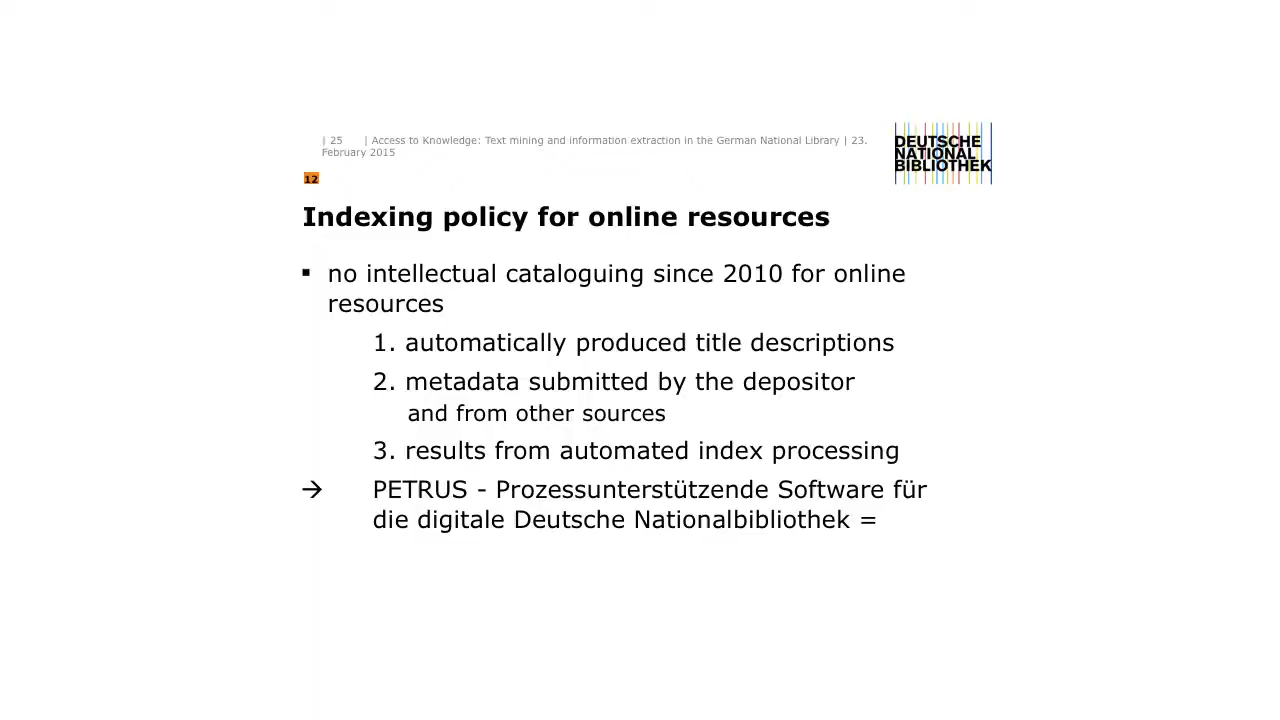 | 25 | Access to Knowledge: Text mining and information extraction in the German National Library | 23.
February 2015
DEUTSCHE
NATIONAL
BIBLIOTHEK
12
Indexing policy for online resources
▪ no intellectual cataloguing since 2010 for online
resources
1. automatically produced title descriptions
2. metadata submitted by the depositor
and from other sources
3. results from automated index processing
→ PETRUS - Prozessunterstützende Software für
die digitale Deutsche Nationalbibliothek =